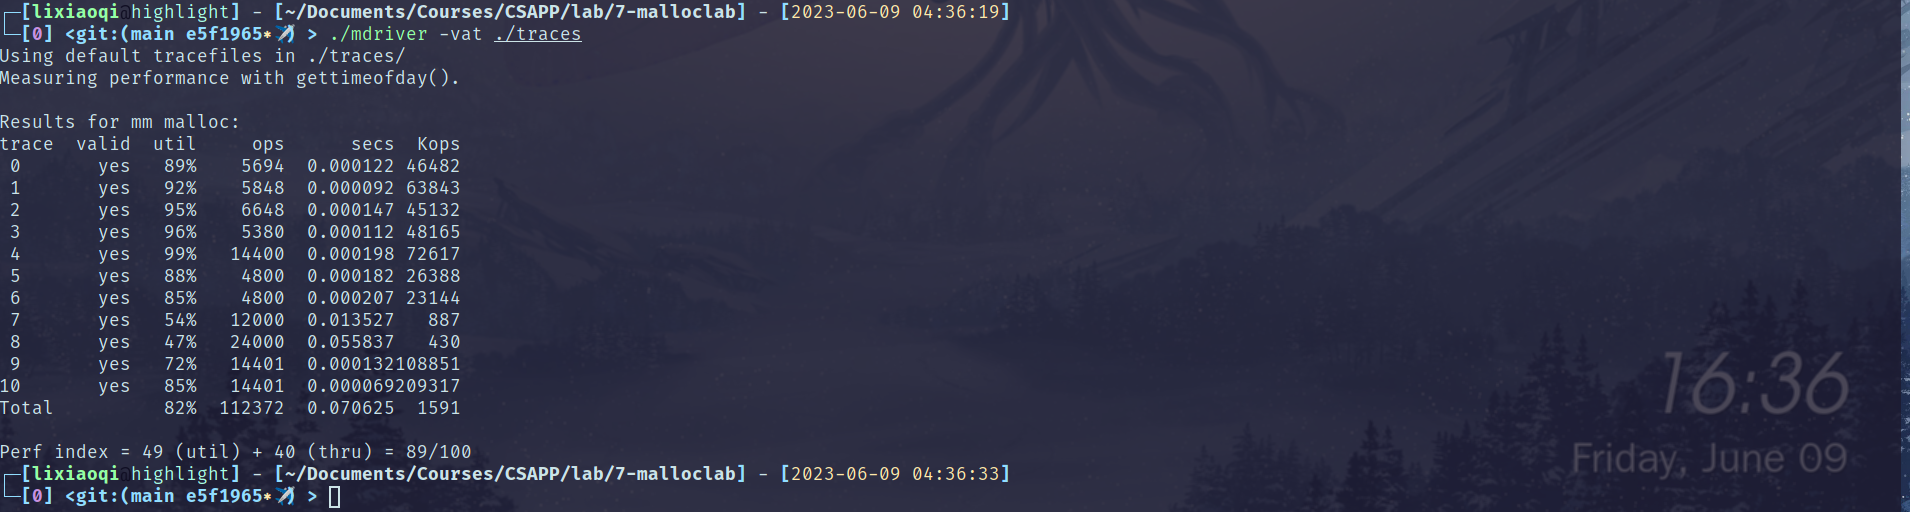 ┌─[lixiaoqi@highlight] - [~/Documents/Courses/CSAPP/lab/7-malloclab] - [2023-06-09 04:36:19]
└─[0] <git:(main e5f1965*✈) > ./mdriver -vat ./traces
Using default tracefiles in ./traces/
Measuring performance with gettimeofday().
Results for mm malloc:
trace  valid  util     ops      secs  Kops
 0       yes   89%    5694  0.000122 46482
 1       yes   92%    5848  0.000092 63843
 2       yes   95%    6648  0.000147 45132
 3       yes   96%    5380  0.000112 48165
 4       yes   99%   14400  0.000198 72617
 5       yes   88%    4800  0.000182 26388
 6       yes   85%    4800  0.000207 23144
 7       yes   54%   12000  0.013527   887
 8       yes   47%   24000  0.055837   430
 9       yes   72%   14401  0.000132108851
10       yes   85%   14401  0.000069209317
Total          82%  112372  0.070625  1591
Perf index = 49 (util) + 40 (thru) = 89/100
┌─[lixiaoqi@highlight] - [~/Documents/Courses/CSAPP/lab/7-malloclab] - [2023-06-09 04:36:33]
└─[0] <git:(main e5f1965*✈) >
16:36
Friday, June 09